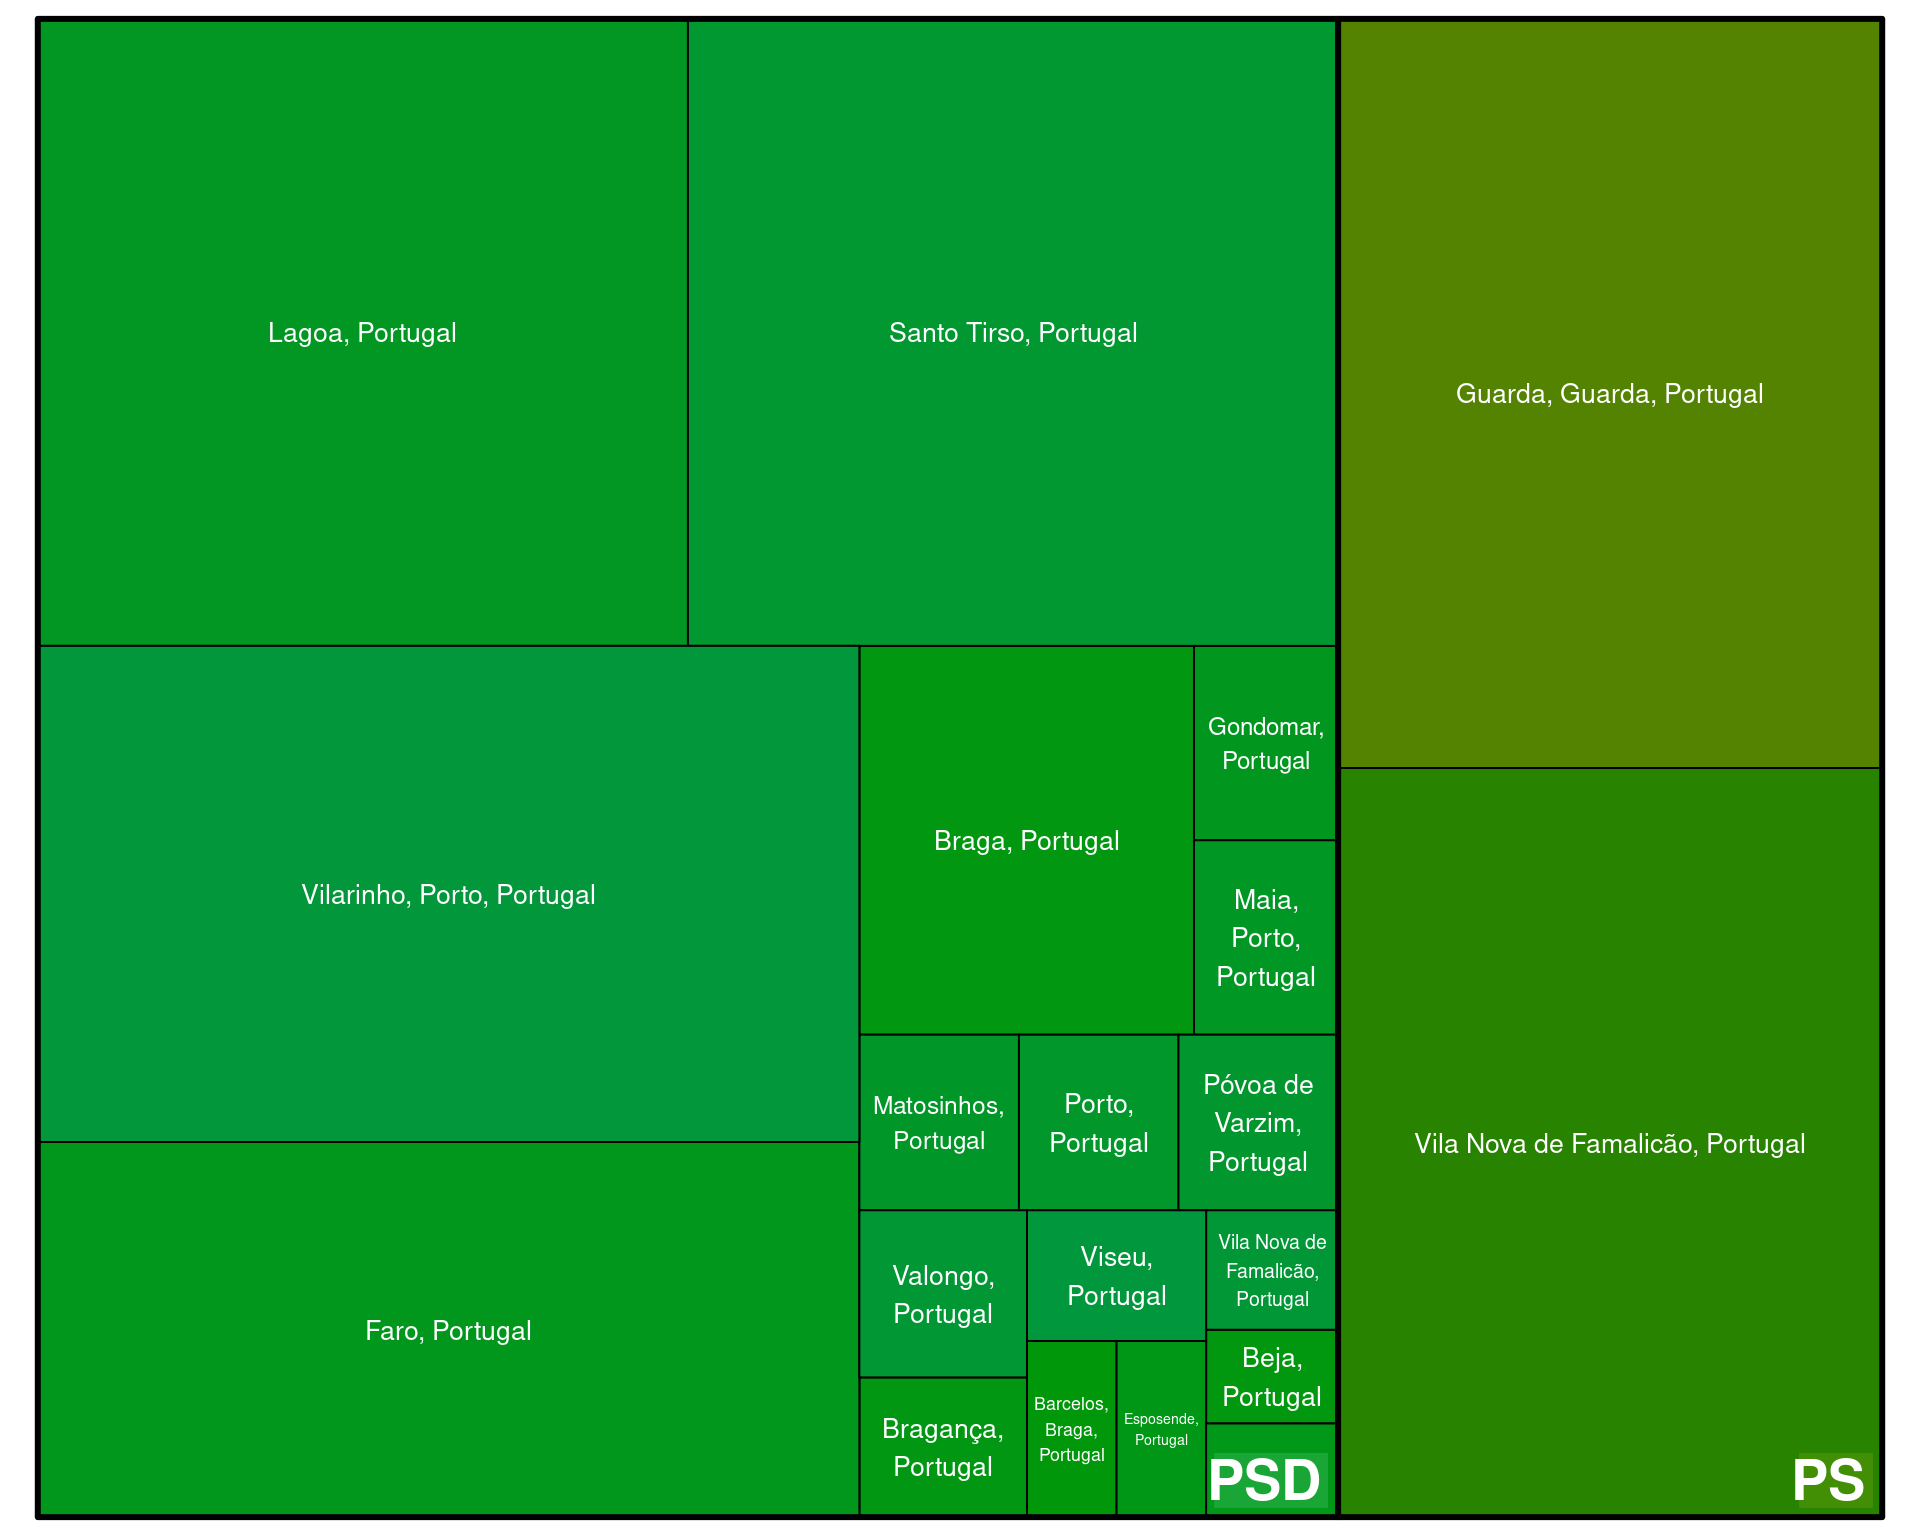 Lagoa, Portugal
Santo Tirso, Portugal
Guarda, Guarda, Portugal
Vilarinho, Porto, Portugal
Braga, Portugal
Gondomar,
Portugal
Maia,
Porto,
Portugal
Matosinhos,
Portugal
Porto,
Portugal
Póvoa de
Varzim,
Portugal
Vila Nova de Famalicão, Portugal
Faro, Portugal
Valongo,
Portugal
Viseu,
Portugal
Vila Nova de
Famalicão,
Portugal
Beja,
Portugal
Bragança,
Portugal
Barcelos,
Braga,
Portugal
Esposende,
Portugal
PSD
PS